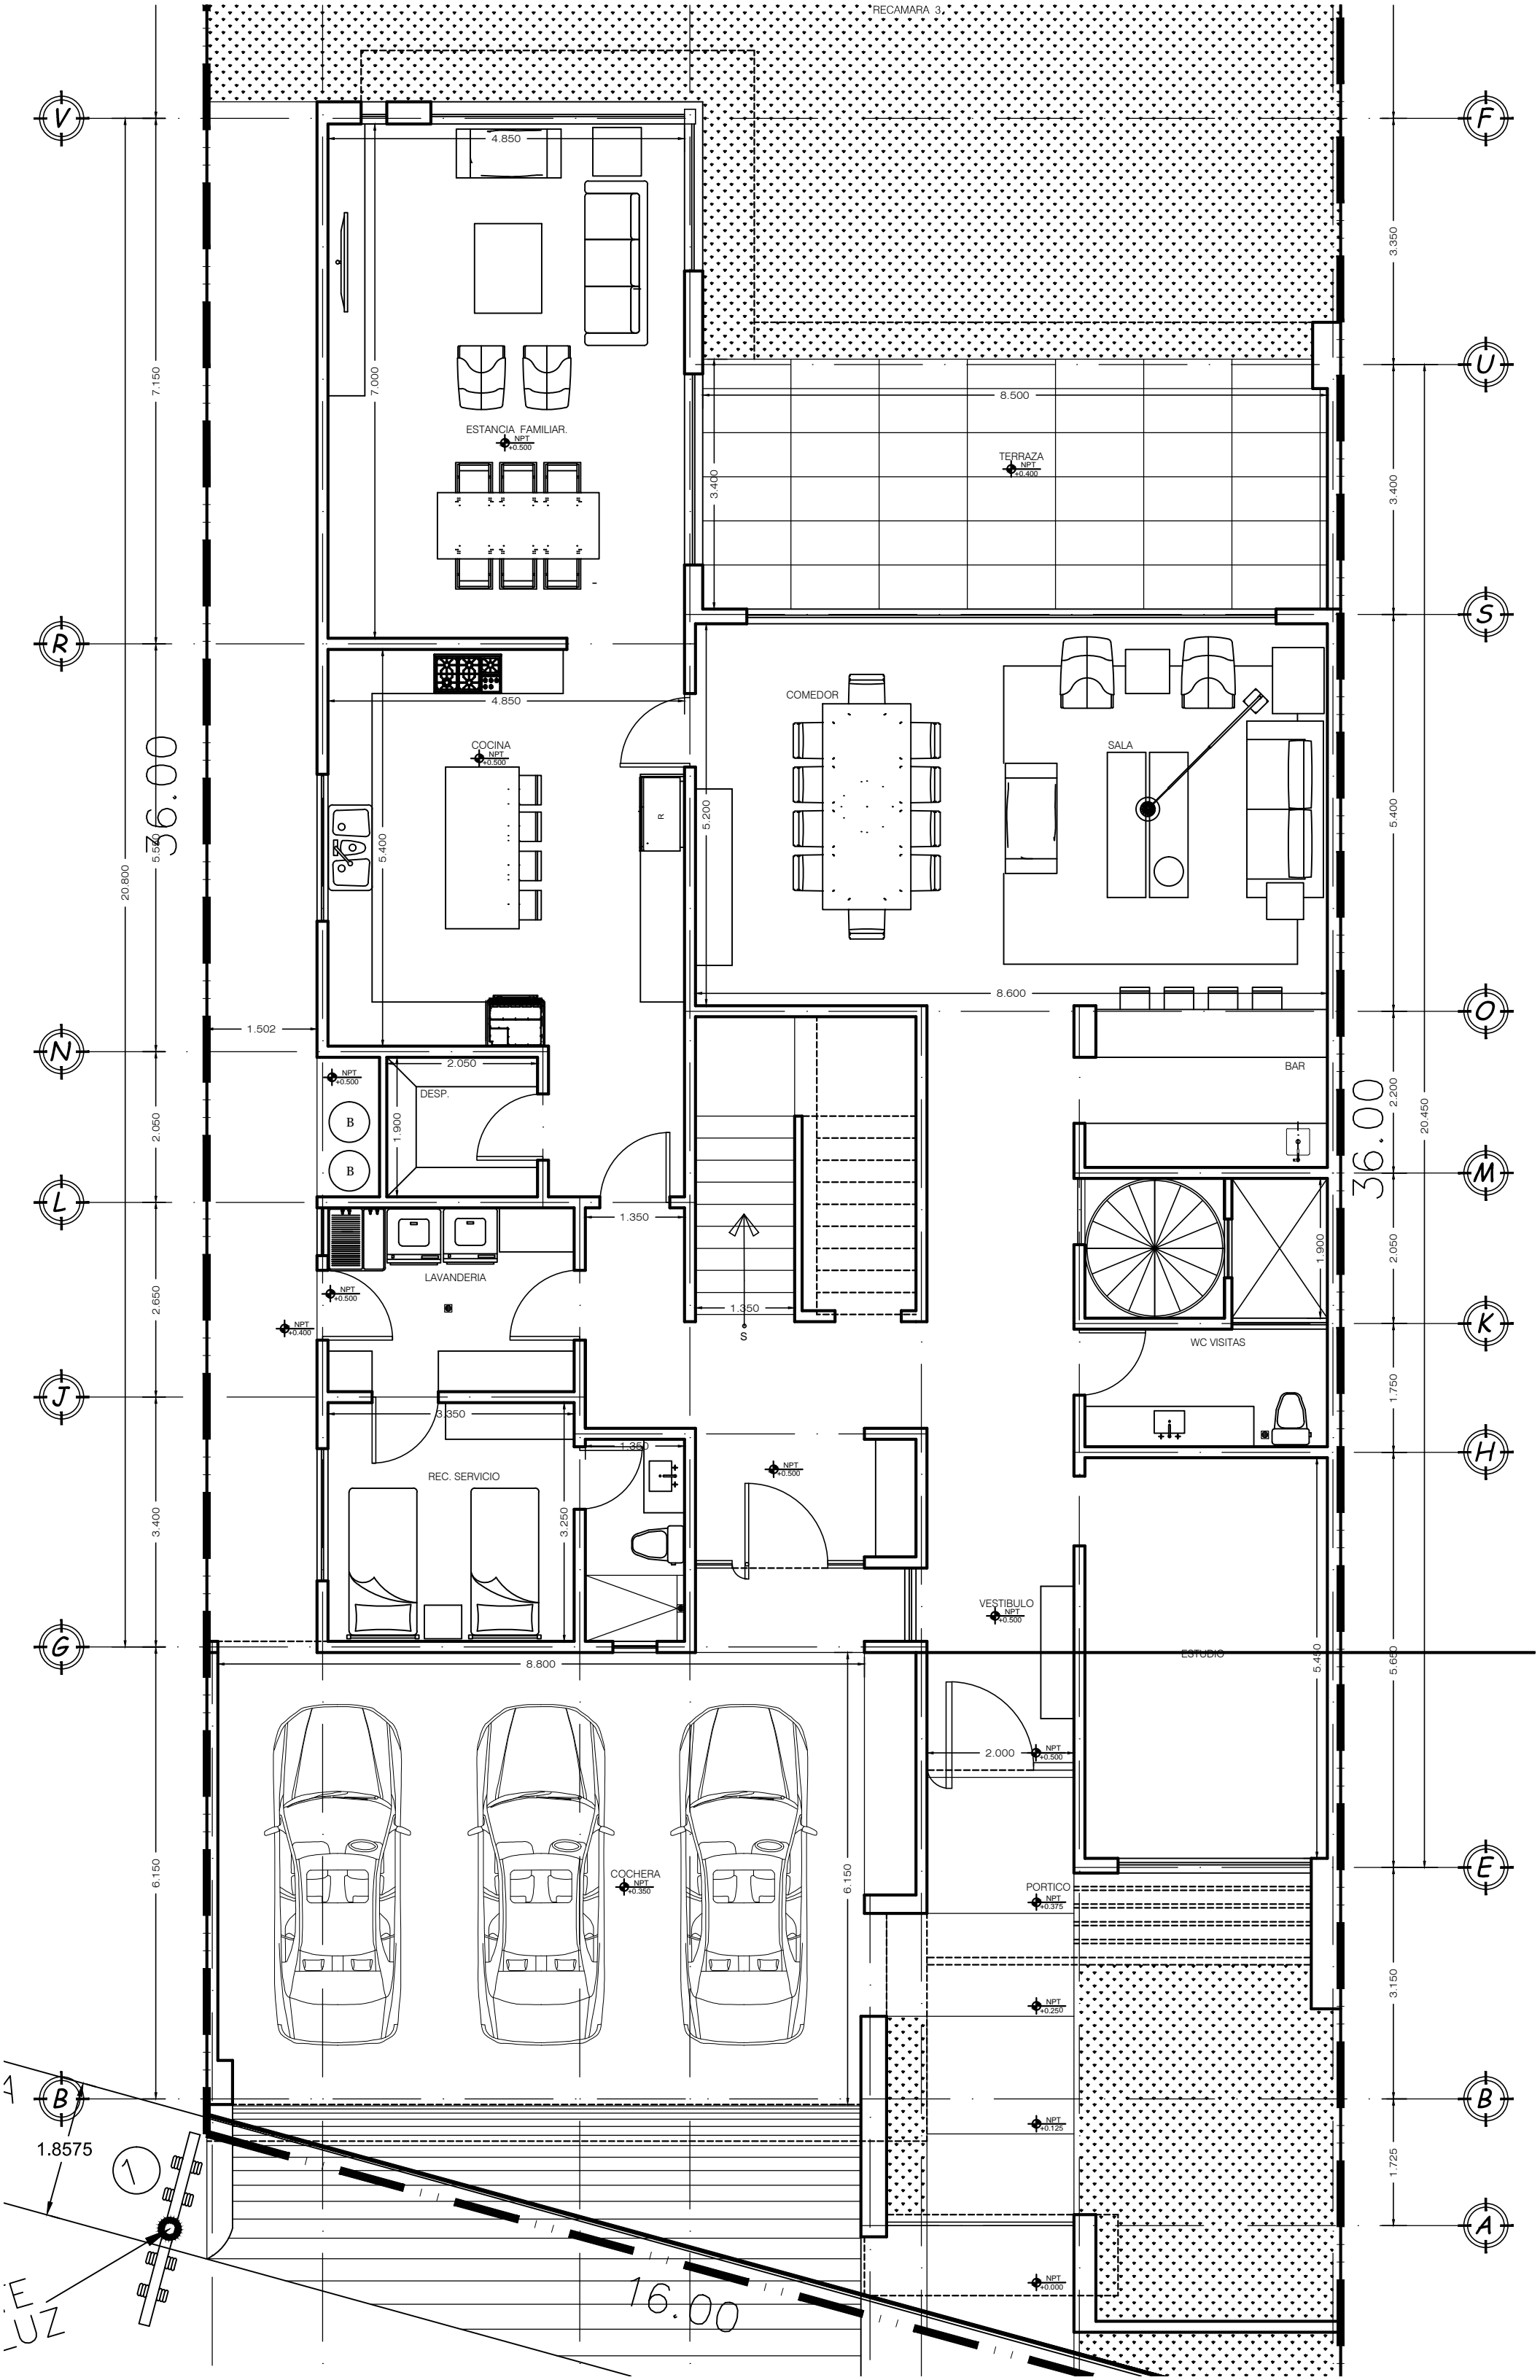 RECAMARA 3
V
F
4.850
3.350
7.150
7.000
U
8.500
ESTANCIA FAMILIAR.
NPT
+0.500
TERRAZA
NPT
+0.400
3.400
3.400
R
S
4.850
COMEDOR
COCINA
NPT
+0.500
SALA
36.00
5.550
20.800
5.400
R
5.200
5.400
8.600
O
1.502
N
2.050
BAR
NPT
+0.500
DESP.
36.00
2.200
20.450
B
2.050
1.900
B
M
L
1.350
1.900
2.050
LAVANDERIA
NPT
+0.500
2.650
1.350
NPT
+0.400
S
K
WC VISITAS
1.750
J
3.350
1.350
H
NPT
+0.500
REC. SERVICIO
3.400
3.250
VESTIBULO
NPT
+0.500
G
ESTUDIO
5.450
5.650
8.800
2.000
NPT
+0.500
COCHERA
NPT
+0.350
6.150
6.150
E
PORTICO
NPT
+0.375
3.150
NPT
+0.250
B
B
NPT
+0.125
1.8575
1
1.725
A
NPT
+0.000
16.00
LUZ